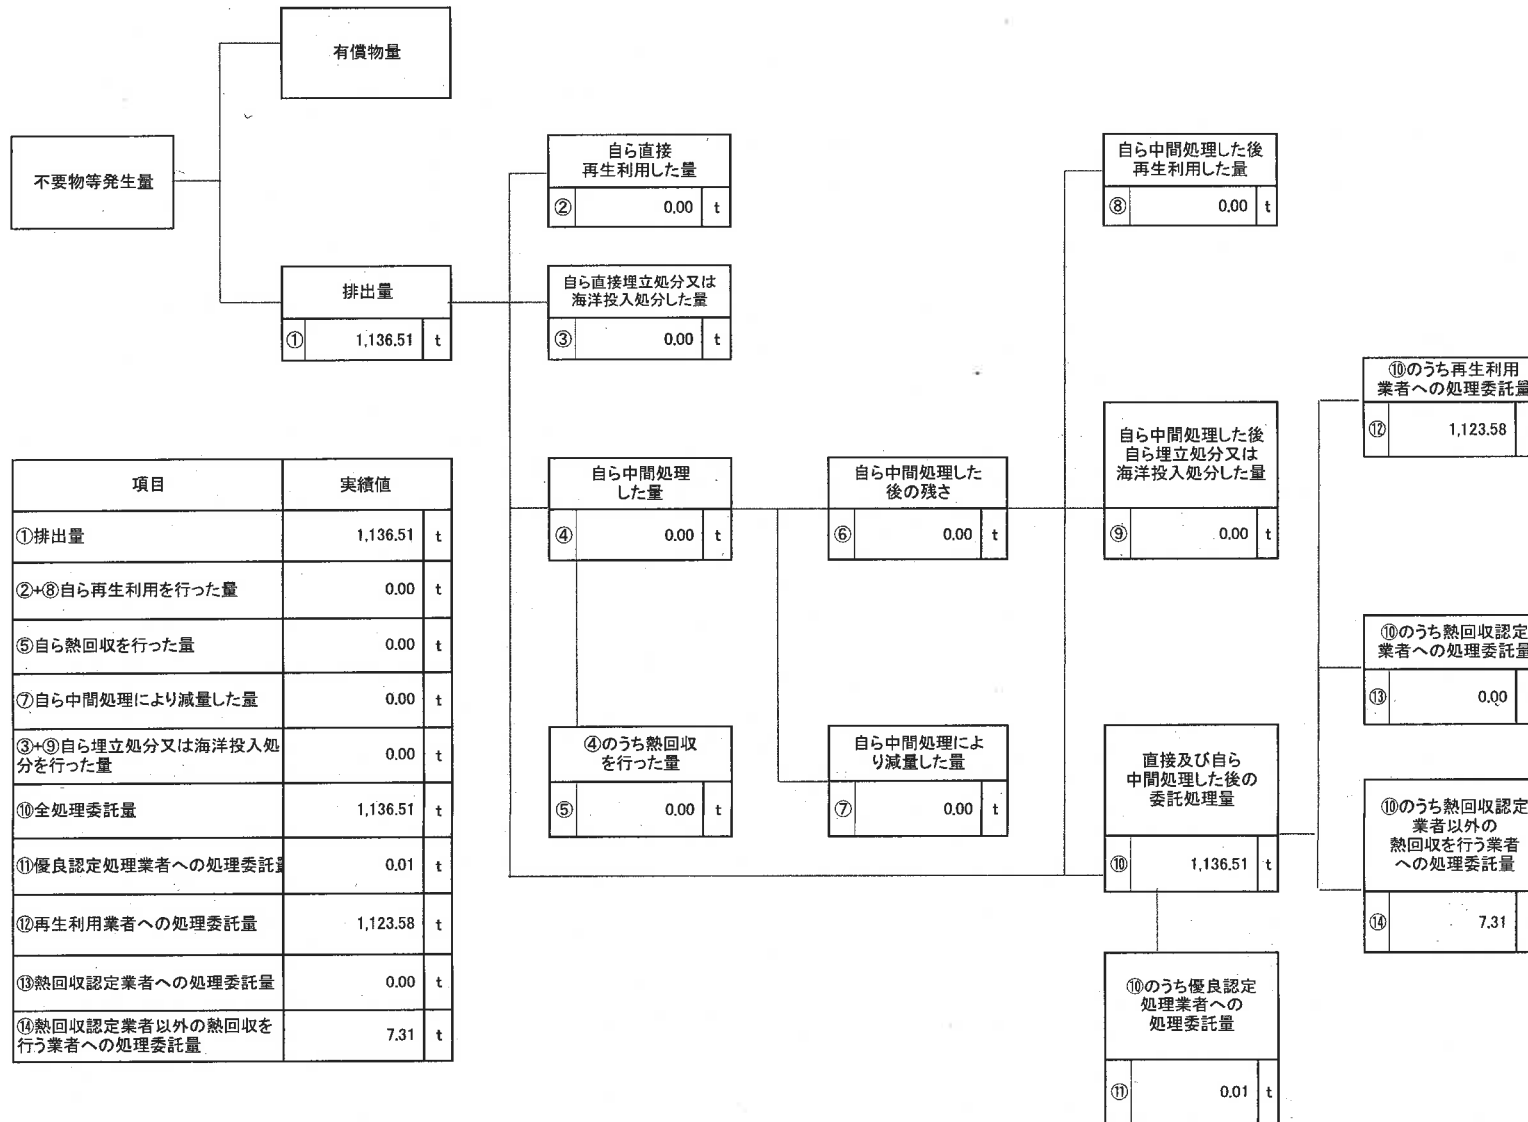 有償物量
不要物等発生量
排出量
① 1,136.51 t
自ら直接
再生利用した量
② 0.00 t
自ら直接埋立処分又は
海洋投入処分した量
③ 0.00 t
自ら中間処理
した量
④ 0.00 t
④のうち熱回収
を行った量
⑤ 0.00 t
自ら中間処理した
後の残さ
⑥ 0.00 t
自ら中間処理によ
り減量した量
⑦ 0.00 t
自ら中間処理した後
再生利用した量
⑧ 0.00 t
自ら中間処理した後
自ら埋立処分又は
海洋投入処分した量
⑨ 0.00 t
直接及び自ら
中間処理した後の
委託処理量
⑩ 1,136.51 t
⑩のうち優良認定
処理業者への
処理委託量
⑪ 0.01 t
⑩のうち再生利用
業者への処理委託量
⑫ 1,123.58
⑩のうち熱回収認定
業者への処理委託量
⑬ 0.00
⑩のうち熱回収認定
業者以外の
熱回収を行う業者
への処理委託量
⑭ 7.31
項目 実績値
①排出量 1,136.51 t
②+⑧自ら再生利用を行った量 0.00 t
⑤自ら熱回収を行った量 0.00 t
⑦自ら中間処理により減量した量 0.00 t
③+⑨自ら埋立処分又は海洋投入処
分を行った量 0.00 t
⑩全処理委託量 1,136.51 t
⑪優良認定処理業者への処理委託量 0.01 t
⑫再生利用業者への処理委託量 1,123.58 t
⑬熱回収認定業者への処理委託量 0.00 t
⑭熱回収認定業者以外の熱回収を
行う業者への処理委託量 7.31 t